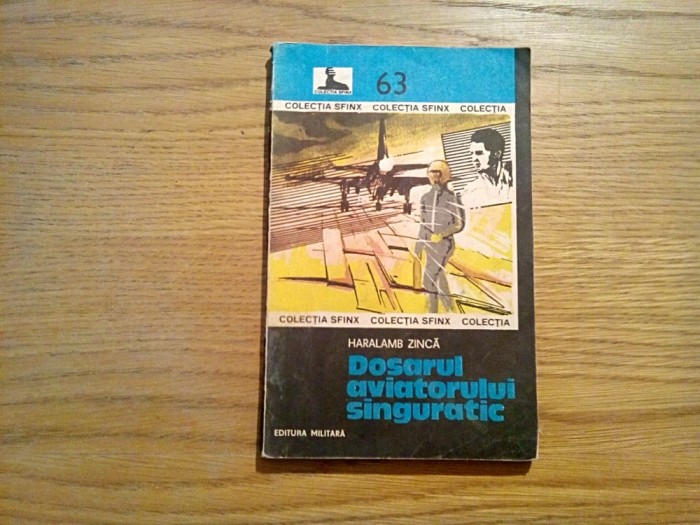 COLECȚIA SFINX
63
COLECȚIA SFINX COLECȚIA SFINX COLECȚIA
COLECȚIA SFINX COLECȚIA SFINX COLECȚIA
HARALAMB ZINCĂ
Dosarul
aviatorului
singuratic
EDITURA MILITARĂ